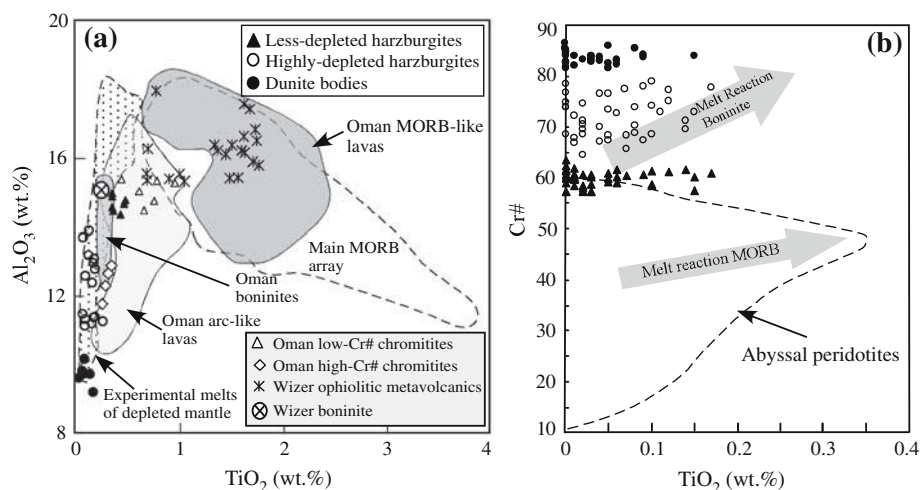 20
16
12
8
Al₂O₃ (wt.%)
(a)
▲ Less-depleted harzburgites
○ Highly-depleted harzburgites
● Dunite bodies
Oman MORB-like
lavas
Main MORB
array
Oman
boninites
Oman arc-like
lavas
Experimental melts
of depleted mantle
△ Oman low-Cr# chromitites
◇ Oman high-Cr# chromitites
Wizer ophiolitic metavolcanics
⊗ Wizer boninite
0 1 2 3 4
TiO₂ (wt.%)
90
80
70
60
50
40
30
20
10
Cr#
(b)
Melt Reaction
Boninite
Melt reaction MORB
Abyssal peridotites
0 0.1 0.2 0.3 0.4
TiO₂ (wt.%)